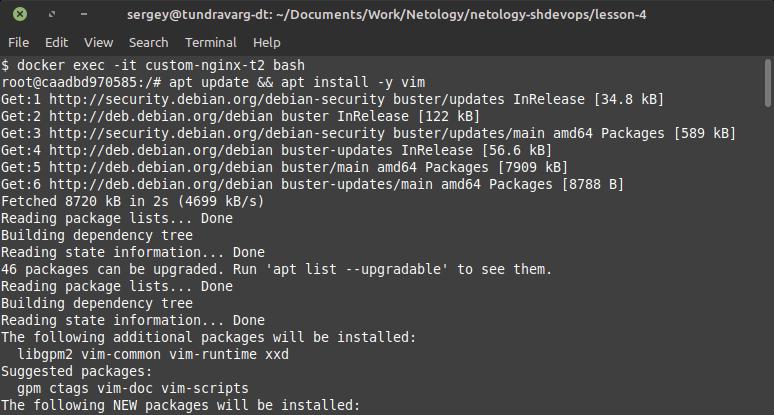 sergey@tundravarg-dt: ~/Documents/Work/Netology/netology-shdevops/lesson-4
File Edit View Search Terminal Help
$ docker exec -it custom-nginx-t2 bash
root@caadbd970585:/# apt update && apt install -y vim
Get:1 http://security.debian.org/debian-security buster/updates InRelease [34.8 kB]
Get:2 http://deb.debian.org/debian buster InRelease [122 kB]
Get:3 http://security.debian.org/debian-security buster/updates/main amd64 Packages [589 kB]
Get:4 http://deb.debian.org/debian buster-updates InRelease [56.6 kB]
Get:5 http://deb.debian.org/debian buster/main amd64 Packages [7909 kB]
Get:6 http://deb.debian.org/debian buster-updates/main amd64 Packages [8788 B]
Fetched 8720 kB in 2s (4699 kB/s)
Reading package lists... Done
Building dependency tree
Reading state information... Done
46 packages can be upgraded. Run 'apt list --upgradable' to see them.
Reading package lists... Done
Building dependency tree
Reading state information... Done
The following additional packages will be installed:
  libgpm2 vim-common vim-runtime xxd
Suggested packages:
  gpm ctags vim-doc vim-scripts
The following NEW packages will be installed: